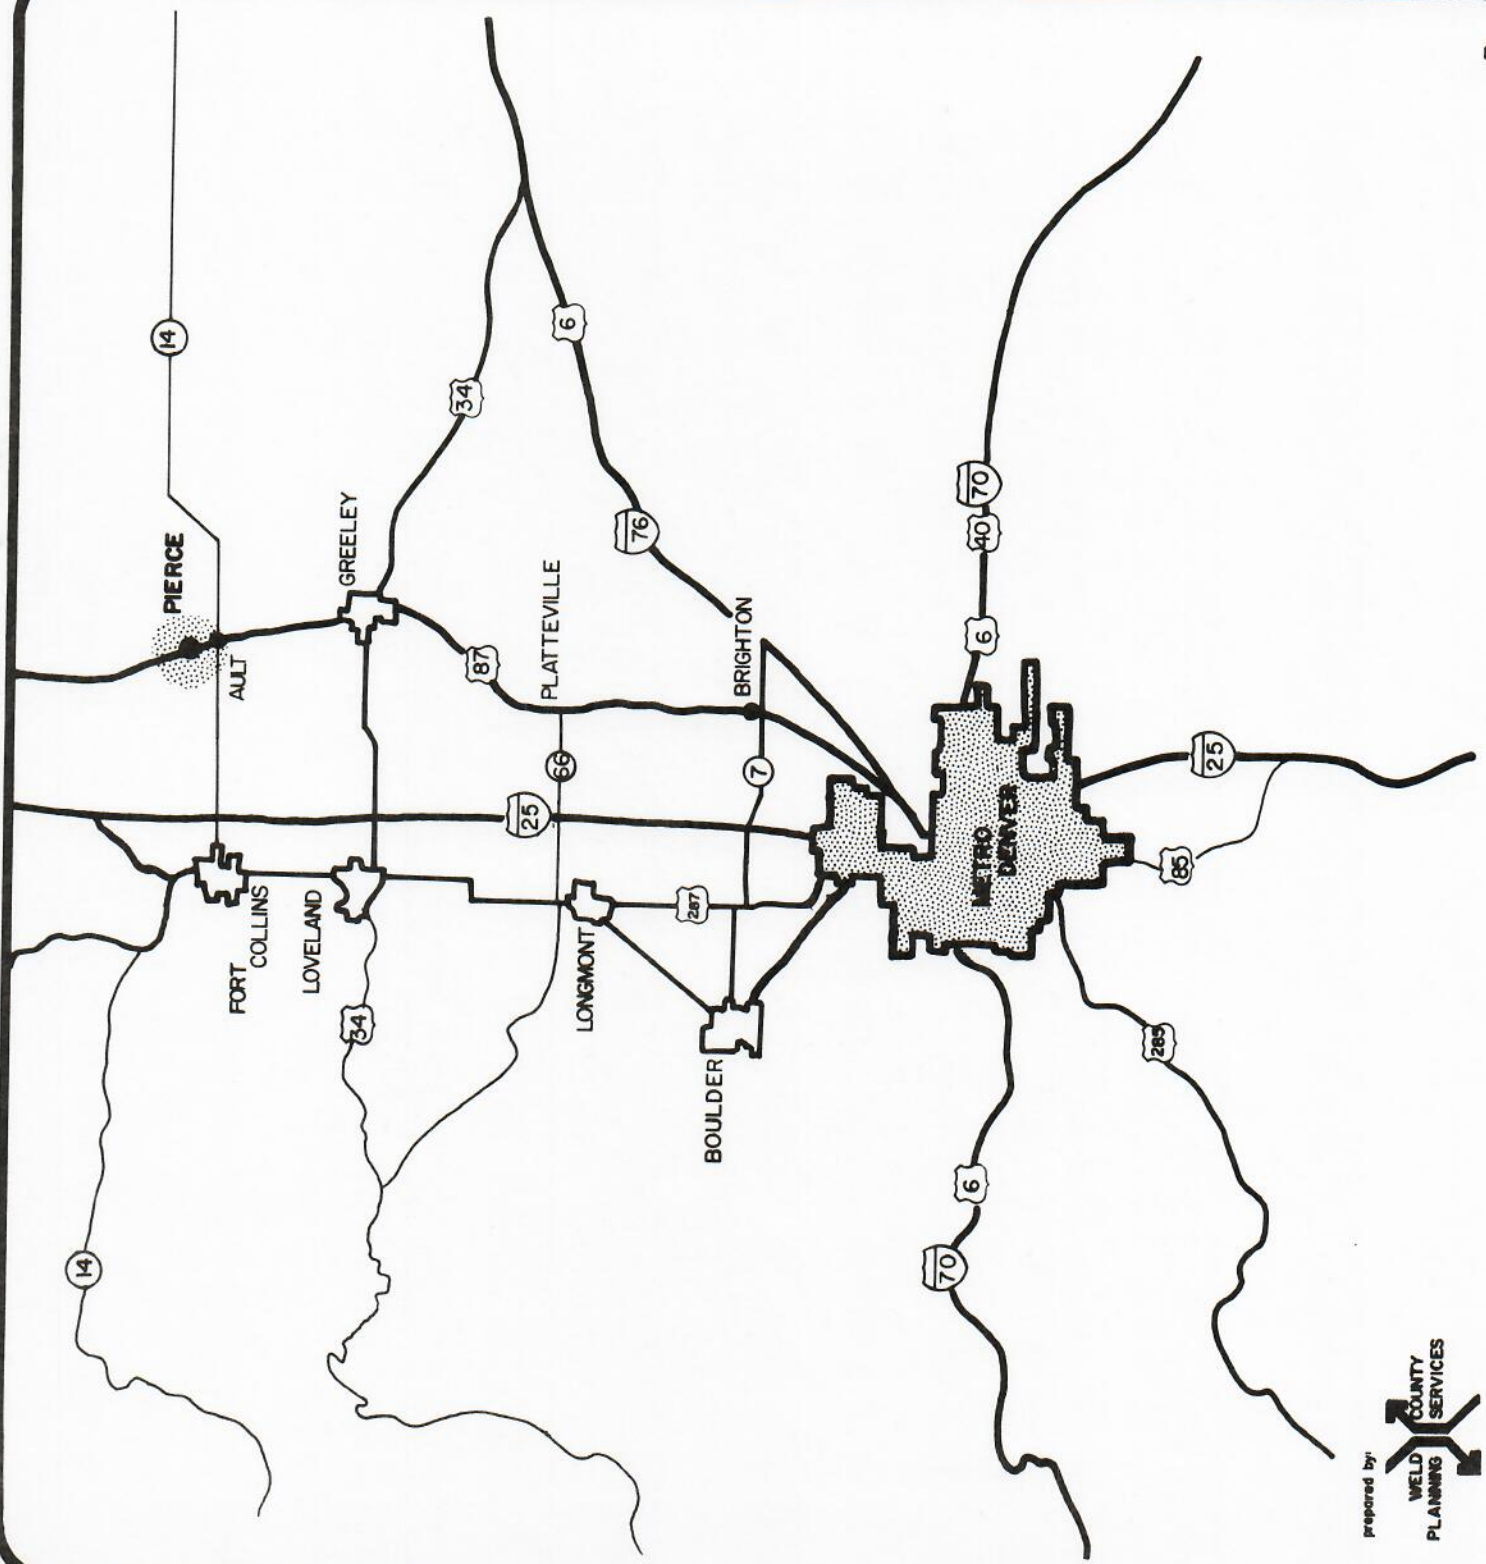 14
PIERCE
AULT
GREELEY
34
6
76
87
PLATTEVILLE
66
BRIGHTON
7
25
FORT
COLLINS
LOVELAND
34
14
LONGMONT
287
BOULDER
METRO
DENVER
70
40
6
25
85
285
6
70
prepared by:
WELD COUNTY
PLANNING SERVICES